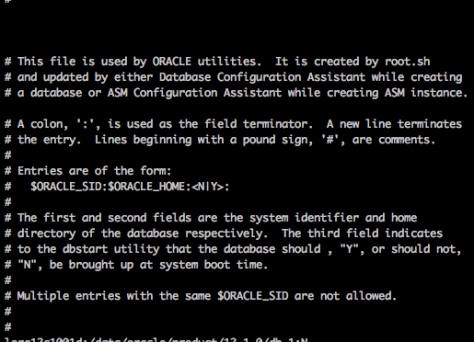 #
# This file is used by ORACLE utilities.  It is created by root.sh
# and updated by either Database Configuration Assistant while creating
# a database or ASM Configuration Assistant while creating ASM instance.
# A colon, ':', is used as the field terminator.  A new line terminates
# the entry.  Lines beginning with a pound sign, '#', are comments.
#
# Entries are of the form:
#   $ORACLE_SID:$ORACLE_HOME:<N|Y>:
#
# The first and second fields are the system identifier and home
# directory of the database respectively.  The third field indicates
# to the dbstart utility that the database should , "Y", or should not,
# "N", be brought up at system boot time.
#
# Multiple entries with the same $ORACLE_SID are not allowed.
#
#